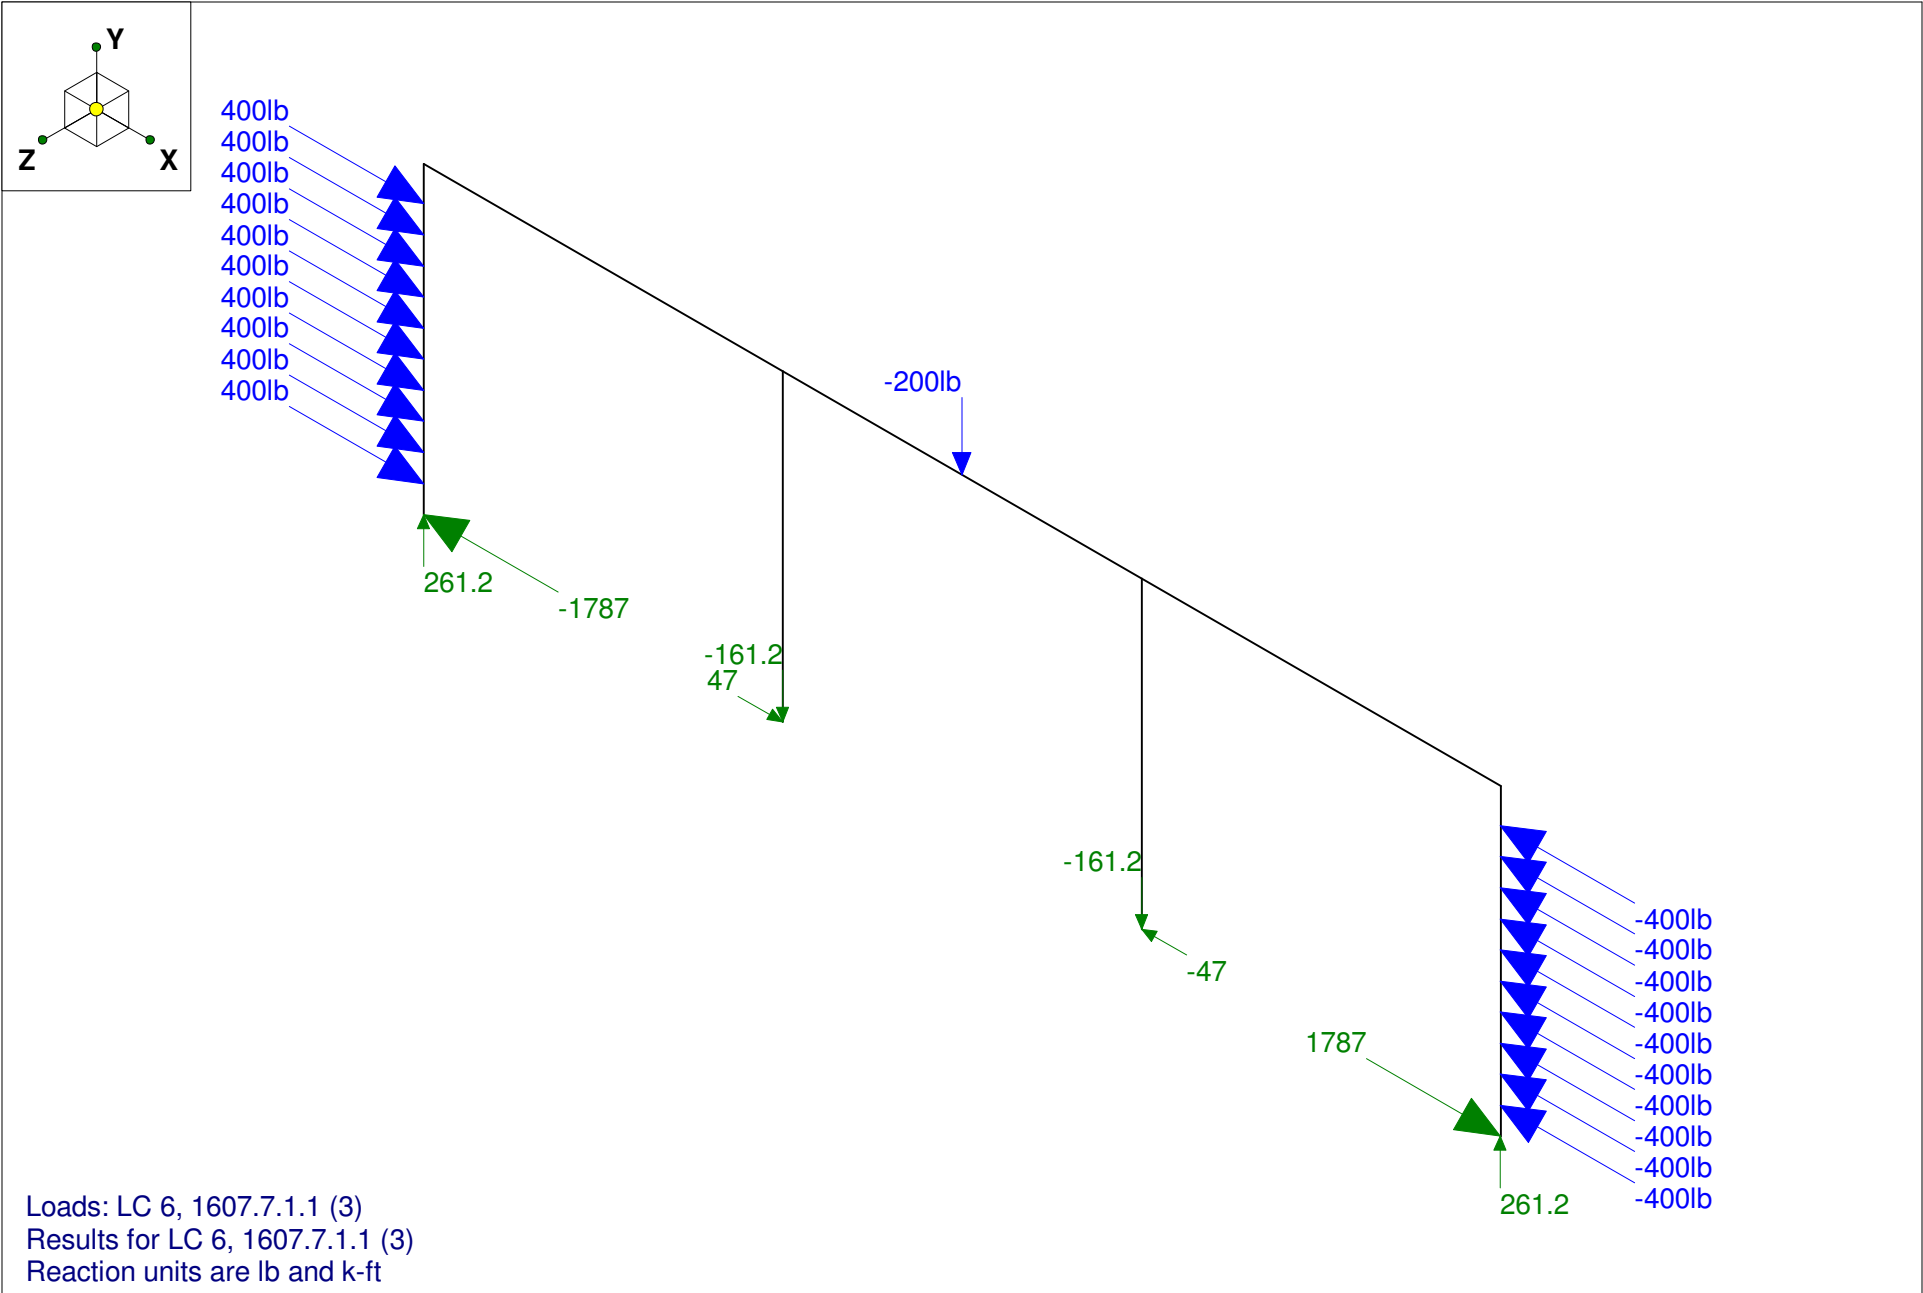 Y
Z
X
400lb
400lb
400lb
400lb
400lb
400lb
400lb
400lb
400lb
400lb
-200lb
261.2
-1787
-161.2
47
-161.2
-47
1787
261.2
-400lb
-400lb
-400lb
-400lb
-400lb
-400lb
-400lb
-400lb
-400lb
-400lb
Loads: LC 6, 1607.7.1.1 (3)
Results for LC 6, 1607.7.1.1 (3)
Reaction units are lb and k-ft